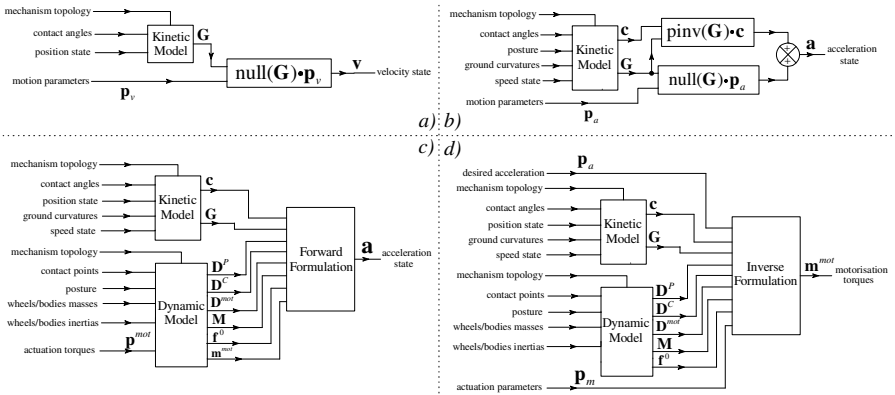 mechanism topology
contact angles
position state
Kinetic
Model
G
null(G)•p_v
motion parameters
p_v
v
velocity state
a)
mechanism topology
contact angles
posture
ground curvatures
speed state
Kinetic
Model
c
G
pinv(G)•c
null(G)•p_a
motion parameters
p_a
a
acceleration
state
b)
c)
mechanism topology
contact angles
position state
ground curvatures
speed state
Kinetic
Model
c
G
mechanism topology
contact points
posture
wheels/bodies masses
wheels/bodies inertias
p^mot
actuation torques
Dynamic
Model
D^P
D^C
D^mot
M
f^0
m^mot
Forward
Formulation
a
acceleration
state
d)
p_a
desired acceleration
mechanism topology
contact angles
position state
ground curvatures
speed state
Kinetic
Model
c
G
mechanism topology
contact points
posture
wheels/bodies masses
wheels/bodies inertias
Dynamic
Model
D^P
D^C
D^mot
M
f^0
actuation parameters
p_m
Inverse
Formulation
m^mot
motorisation
torques